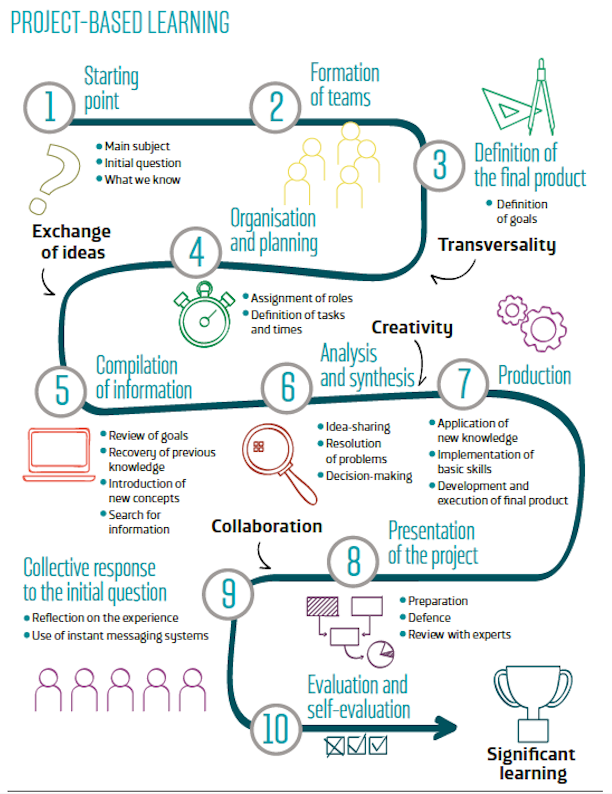 PROJECT-BASED LEARNING
1
Starting
point
• Main subject
• Initial question
• What we know
2
Formation
of teams
3
Definition of
the final product
• Definition
of goals
Exchange
of ideas
4
Organisation
and planning
• Assignment of roles
• Definition of tasks
and times
Transversality
Creativity
5
Compilation
of information
• Review of goals
• Recovery of previous
knowledge
• Introduction of
new concepts
• Search for
information
6
Analysis
and synthesis
• Idea-sharing
• Resolution
of problems
• Decision-making
7
Production
• Application of
new knowledge
• Implementation of
basic skills
• Development and
execution of final product
Collaboration
8
Presentation
of the project
• Preparation
• Defence
• Review with experts
9
Collective response
to the initial question
• Reflection on the experience
• Use of instant messaging systems
10
Evaluation and
self-evaluation
Significant
learning